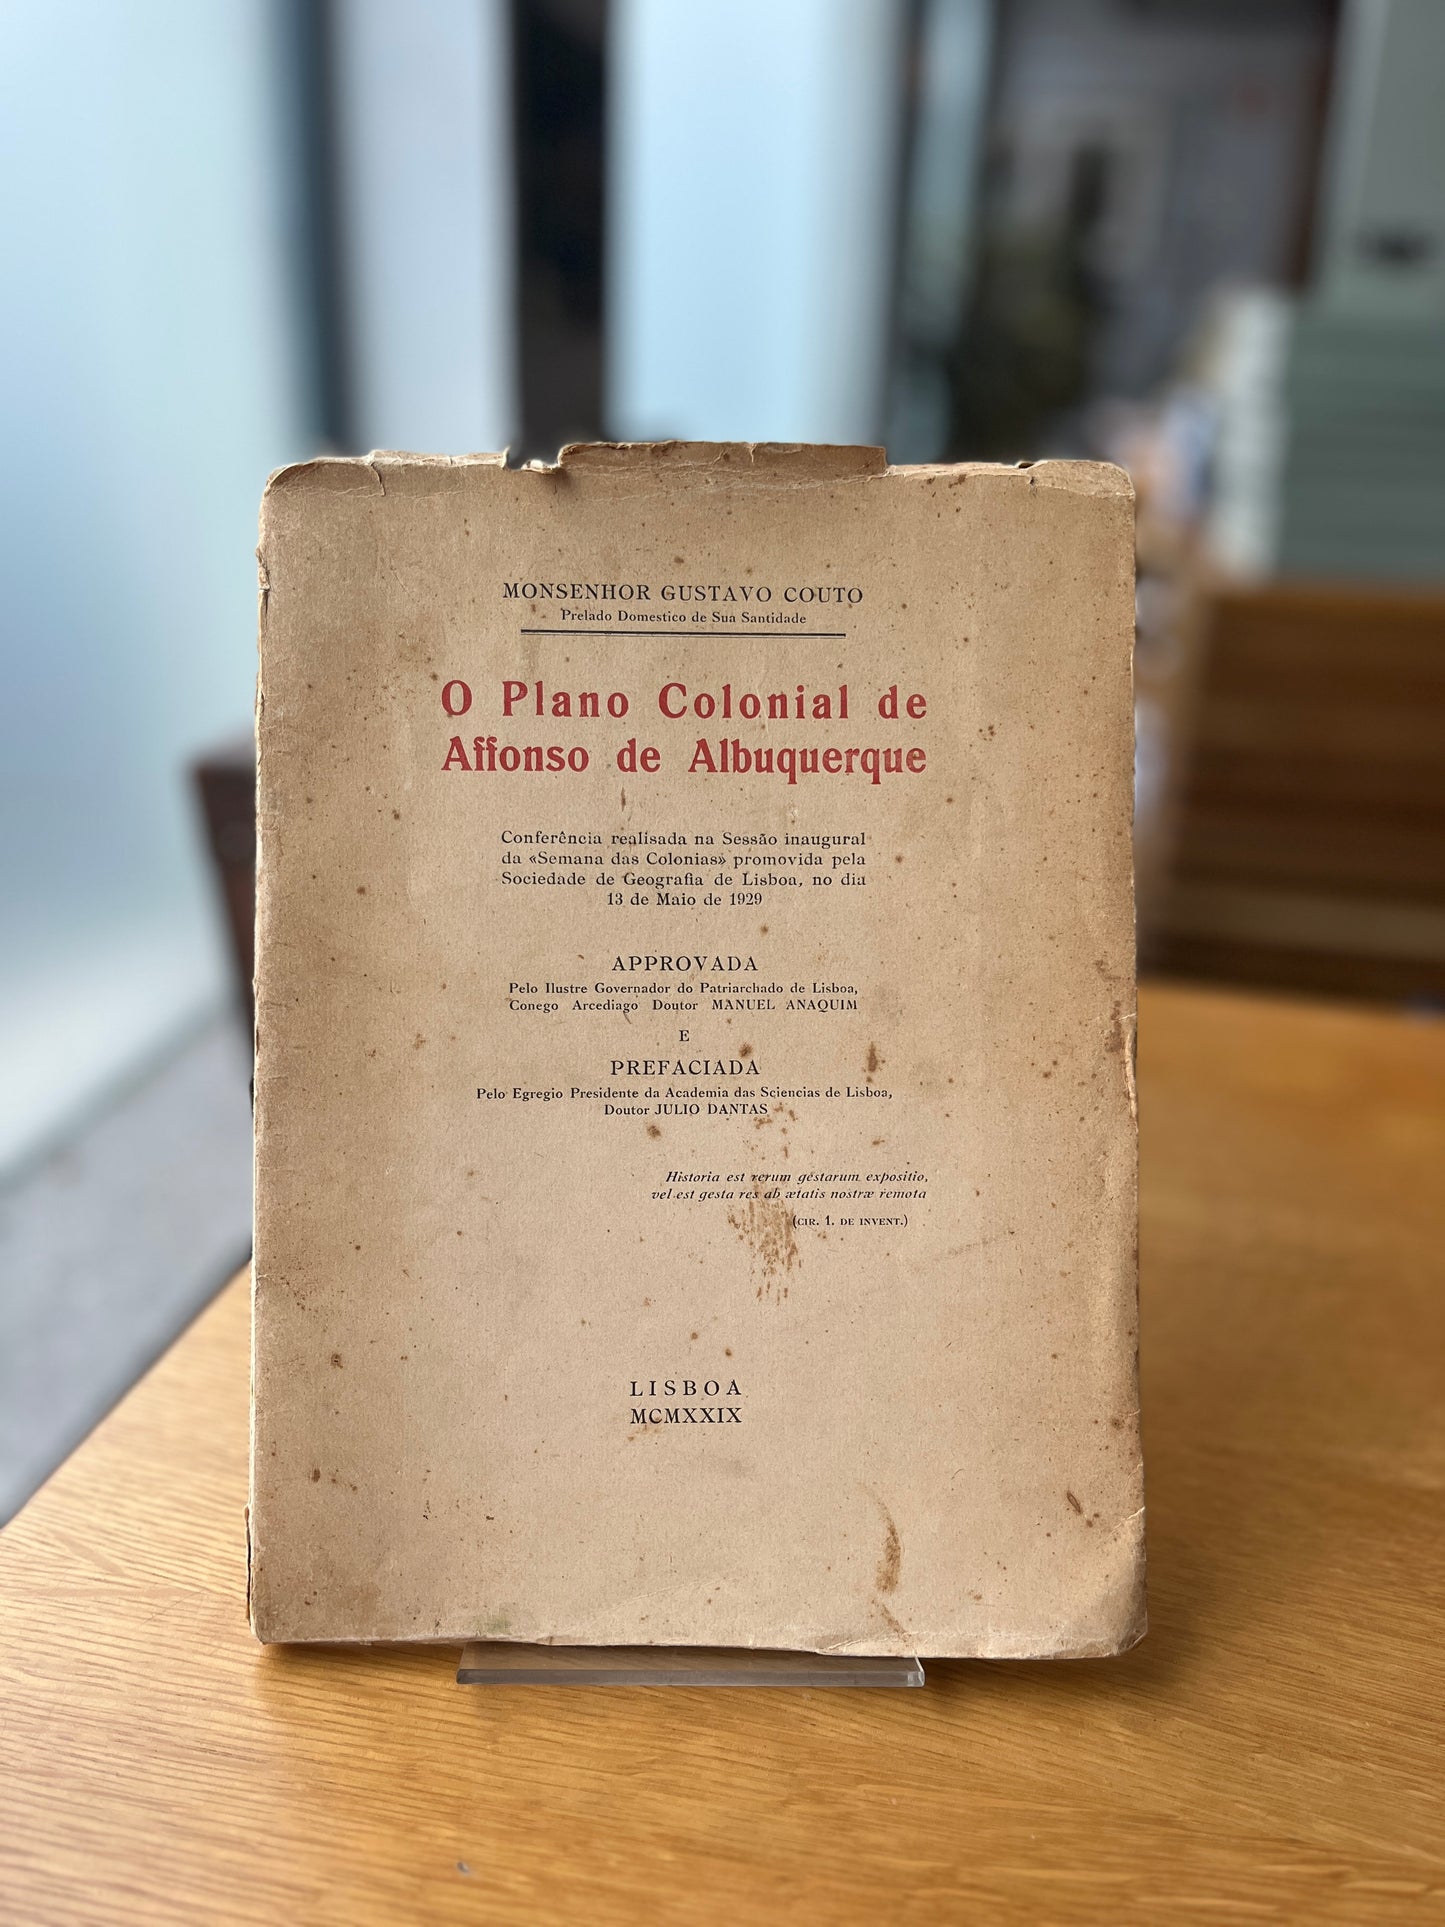 MONSENHOR GUSTAVO COUTO
Prelado Domestico de Sua Santidade
O Plano Colonial de
Affonso de Albuquerque
Conferência realisada na Sessão inaugural
da «Semana das Colonias» promovida pela
Sociedade de Geografia de Lisboa, no dia
13 de Maio de 1929
APPROVADA
Pelo Ilustre Governador do Patriarchado de Lisboa,
Conego Arcediago Doutor MANUEL ANAQUIM
E
PREFACIADA
Pelo Egregio Presidente da Academia das Sciencias de Lisboa,
Doutor JULIO DANTAS
Historia est rerum gestarum expositio,
vel est gesta res ab ætatis nostræ remota
(CIR. 1. DE INVENT.)
LISBOA
MCMXXIX